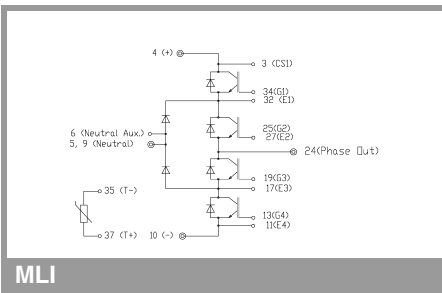 4 (+)
3 (CS1)
34(G1)
32 (E1)
25(G2)
27(E2)
6 (Neutral Aux.)
5, 9 (Neutral)
24(Phase Out)
19(G3)
17(E3)
35 (T-)
13(G4)
11(E4)
37 (T+)
10 (-)
MLI